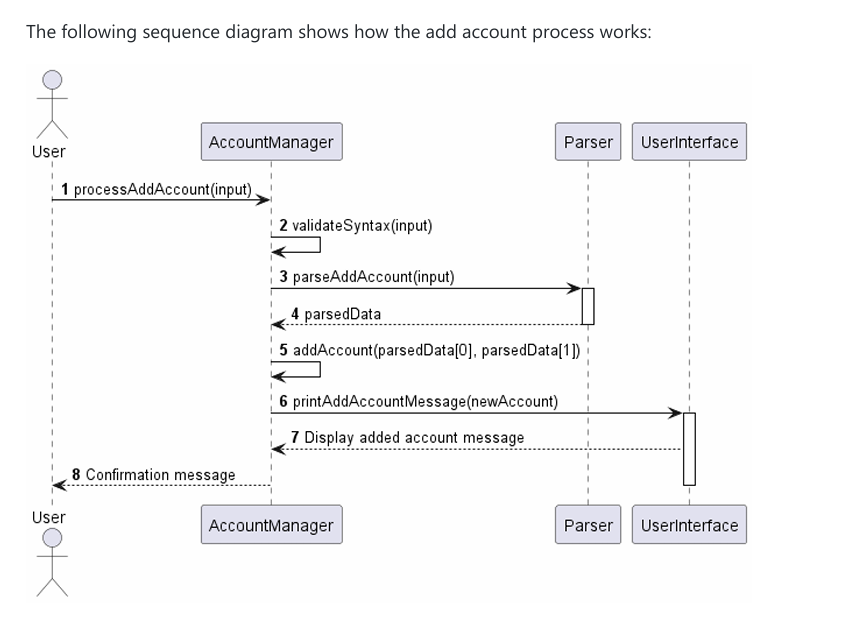 The following sequence diagram shows how the add account process works:
User
AccountManager
Parser
UserInterface
1 processAddAccount(input)
2 validateSyntax(input)
3 parseAddAccount(input)
4 parsedData
5 addAccount(parsedData[0], parsedData[1])
6 printAddAccountMessage(newAccount)
7 Display added account message
8 Confirmation message
User
AccountManager
Parser
UserInterface